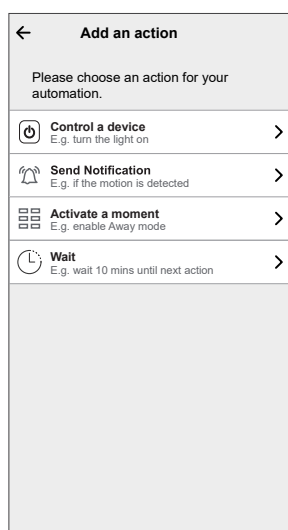 Add an action
Please choose an action for your
automation.
Control a device
E.g. turn the light on
Send Notification
E.g. if the motion is detected
Activate a moment
E.g. enable Away mode
Wait
E.g. wait 10 mins until next action